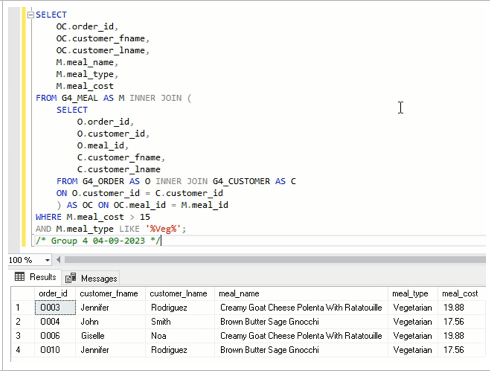 SELECT
OC.order_id,
OC.customer_fname,
OC.customer_lname,
M.meal_name,
M.meal_type,
M.meal_cost
FROM G4_MEAL AS M INNER JOIN (
SELECT
O.order_id,
O.customer_id,
O.meal_id,
C.customer_fname,
C.customer_lname
FROM G4_ORDER AS O INNER JOIN G4_CUSTOMER AS C
ON O.customer_id = C.customer_id
) AS OC ON OC.meal_id = M.meal_id
WHERE M.meal_cost > 15
AND M.meal_type LIKE '%Veg%';
/* Group 4 04-09-2023 */
100 %
Results Messages
order_id customer_fname customer_lname meal_name meal_type meal_cost
1 O003 Jennifer Rodriguez Creamy Goat Cheese Polenta With Ratatouille Vegetarian 19.88
2 O004 John Smith Brown Butter Sage Gnocchi Vegetarian 17.56
3 O006 Giselle Noa Creamy Goat Cheese Polenta With Ratatouille Vegetarian 19.88
4 O010 Jennifer Rodriguez Brown Butter Sage Gnocchi Vegetarian 17.56